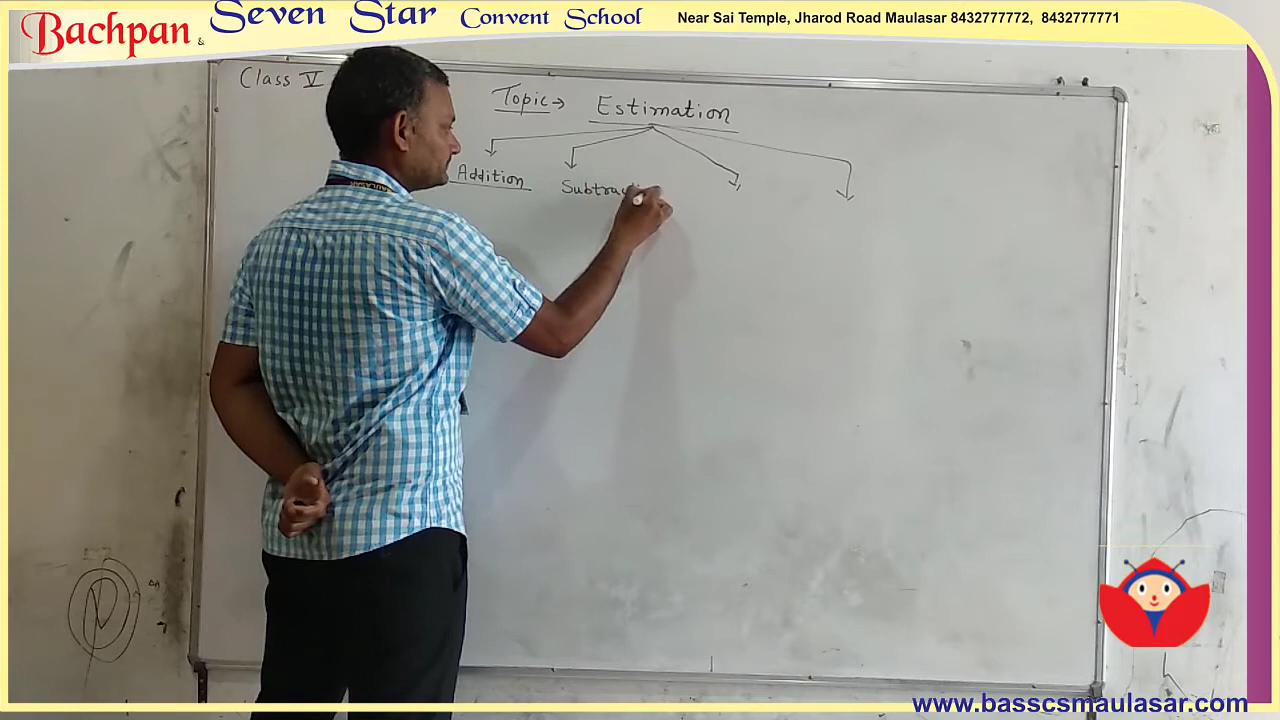 Bachpan & Seven Star Convent School Near Sai Temple, Jharod Road Maulasar 8432777772, 8432777771
Class V
Topic → Estimation
Addition
MAULASAR
www.basscsmaulasar.com